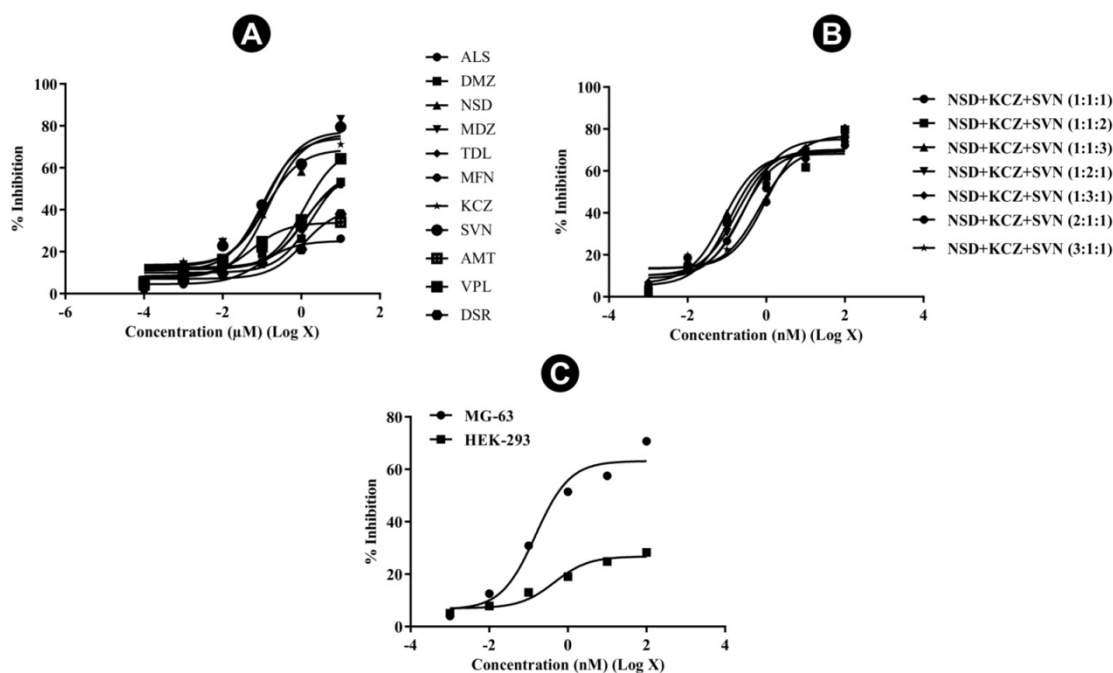 A
B
ALS
DMZ
NSD
MDZ
TDL
MFN
KCZ
SVN
AMT
VPL
DSR
100
80
60
40
20
0
-6
-4
-2
0
2
% Inhibition
Concentration (µM) (Log X)
100
80
60
40
20
0
-4
-2
0
2
4
% Inhibition
Concentration (nM) (Log X)
NSD+KCZ+SVN (1:1:1)
NSD+KCZ+SVN (1:1:2)
NSD+KCZ+SVN (1:1:3)
NSD+KCZ+SVN (1:2:1)
NSD+KCZ+SVN (1:3:1)
NSD+KCZ+SVN (2:1:1)
NSD+KCZ+SVN (3:1:1)
C
MG-63
HEK-293
80
60
40
20
0
-4
-2
0
2
4
% Inhibition
Concentration (nM) (Log X)